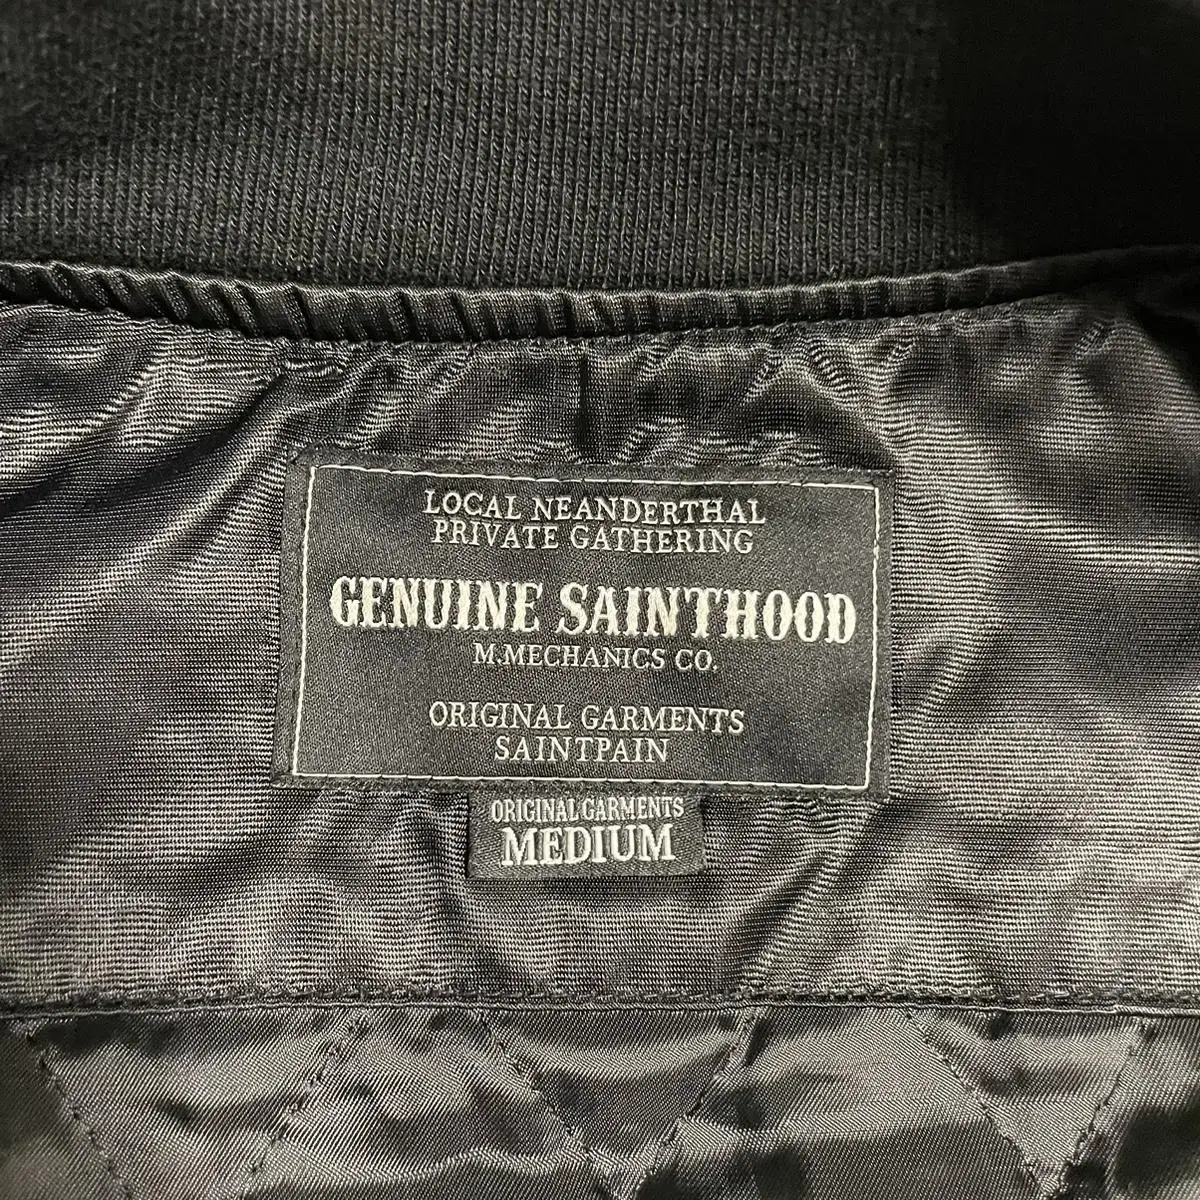 LOCAL NEANDERTHAL
PRIVATE GATHERING
GENUINE SAINTHOOD
M.MECHANICS CO.
ORIGINAL GARMENTS
SAINTPAIN
ORIGINAL GARMENTS
MEDIUM